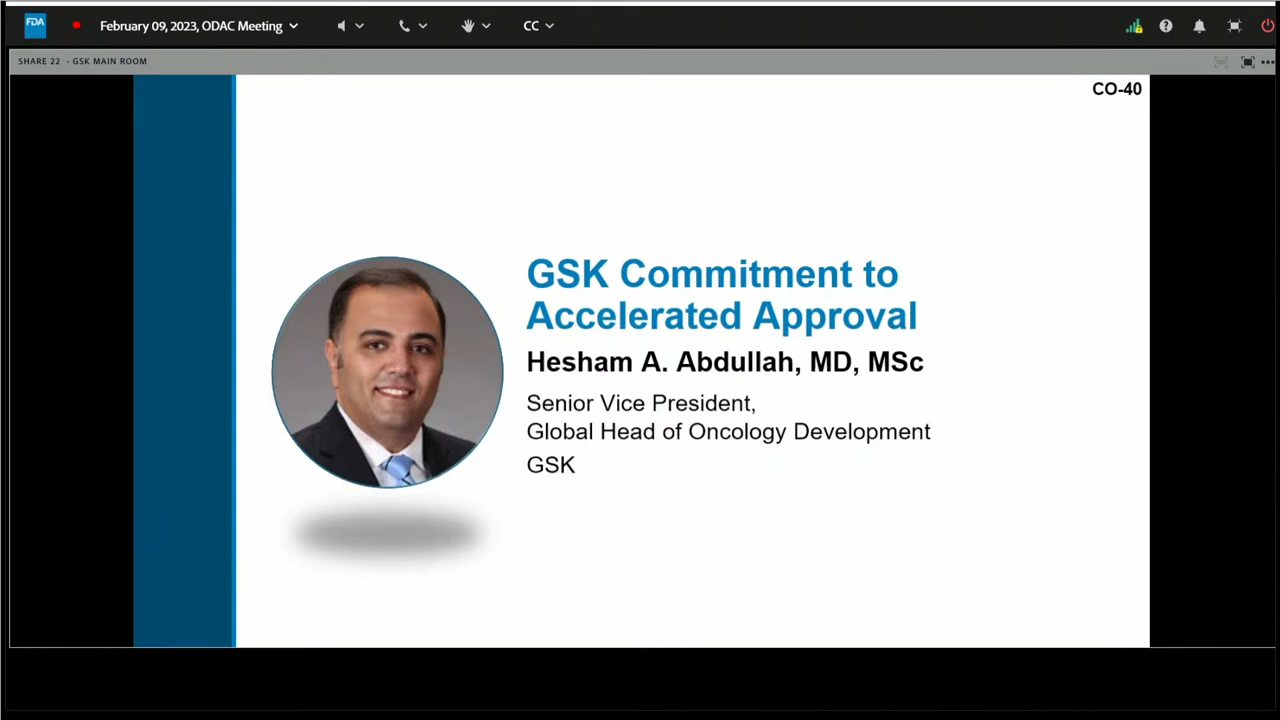 FDA
February 09, 2023, ODAC Meeting
CC
SHARE 22 - GSK MAIN ROOM
CO-40
GSK Commitment to
Accelerated Approval
Hesham A. Abdullah, MD, MSc
Senior Vice President,
Global Head of Oncology Development
GSK